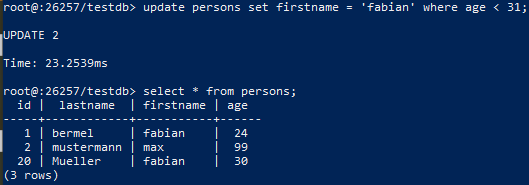 root@:26257/testdb> update persons set firstname = 'fabian' where age < 31;
UPDATE 2
Time: 23.2539ms
root@:26257/testdb> select * from persons;
  id |  lastname  | firstname | age
-----+------------+-----------+------
   1 | bermel     | fabian    |  24
   2 | mustermann | max       |  99
  20 | Mueller    | fabian    |  30
(3 rows)